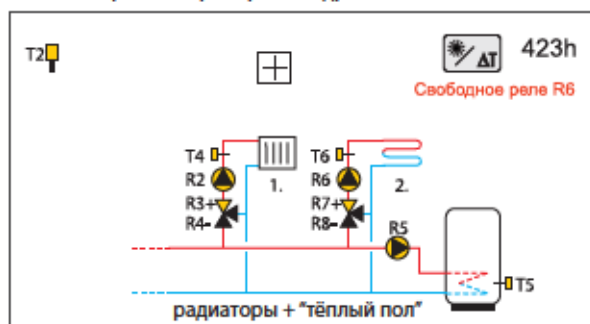 T2
423h
ΔT
Свободное реле R6
T4
T6
R2
1.
R6
2.
R3+
R7+
R4-
R8-
R5
T5
радиаторы + “тёплый пол”